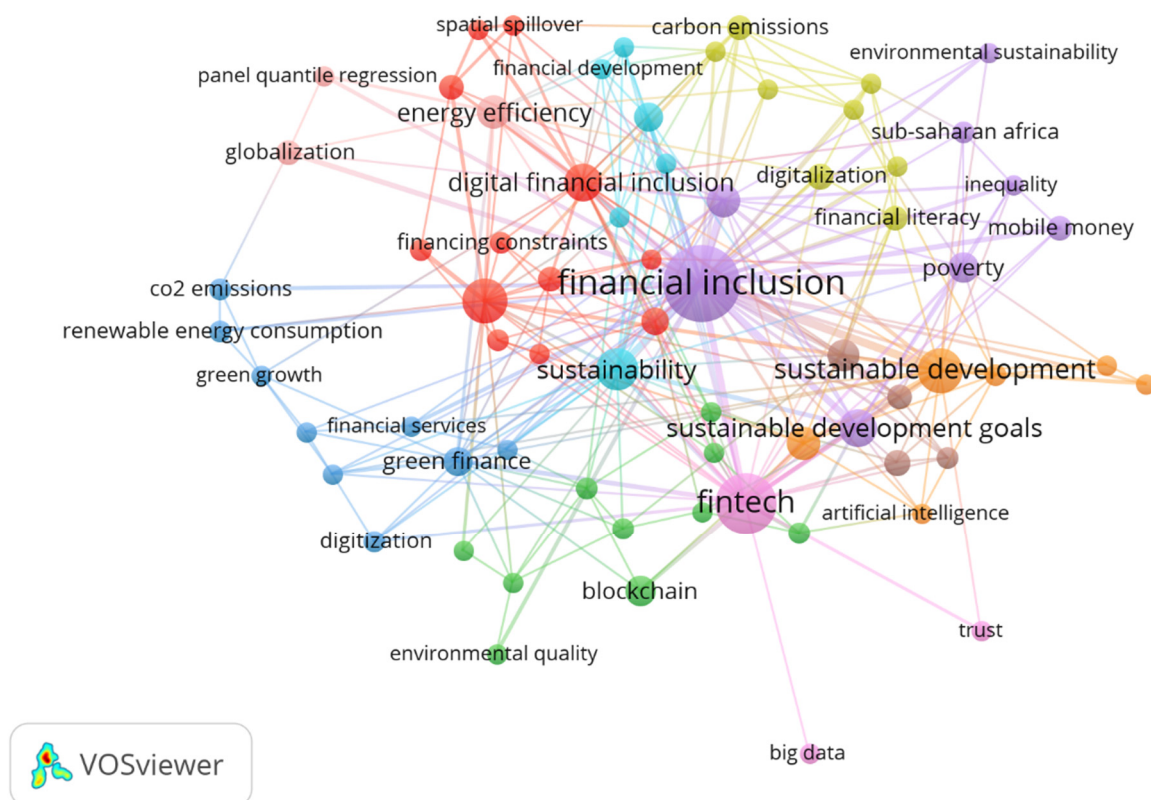 spatial spillover
carbon emissions
environmental sustainability
financial development
panel quantile regression
energy efficiency
sub-saharan africa
globalization
digitalization
digital financial inclusion
inequality
financial literacy
mobile money
financing constraints
poverty
financial inclusion
co2 emissions
renewable energy consumption
sustainability
sustainable development
green growth
financial services
sustainable development goals
green finance
fintech
artificial intelligence
digitization
blockchain
trust
environmental quality
big data
VOSviewer